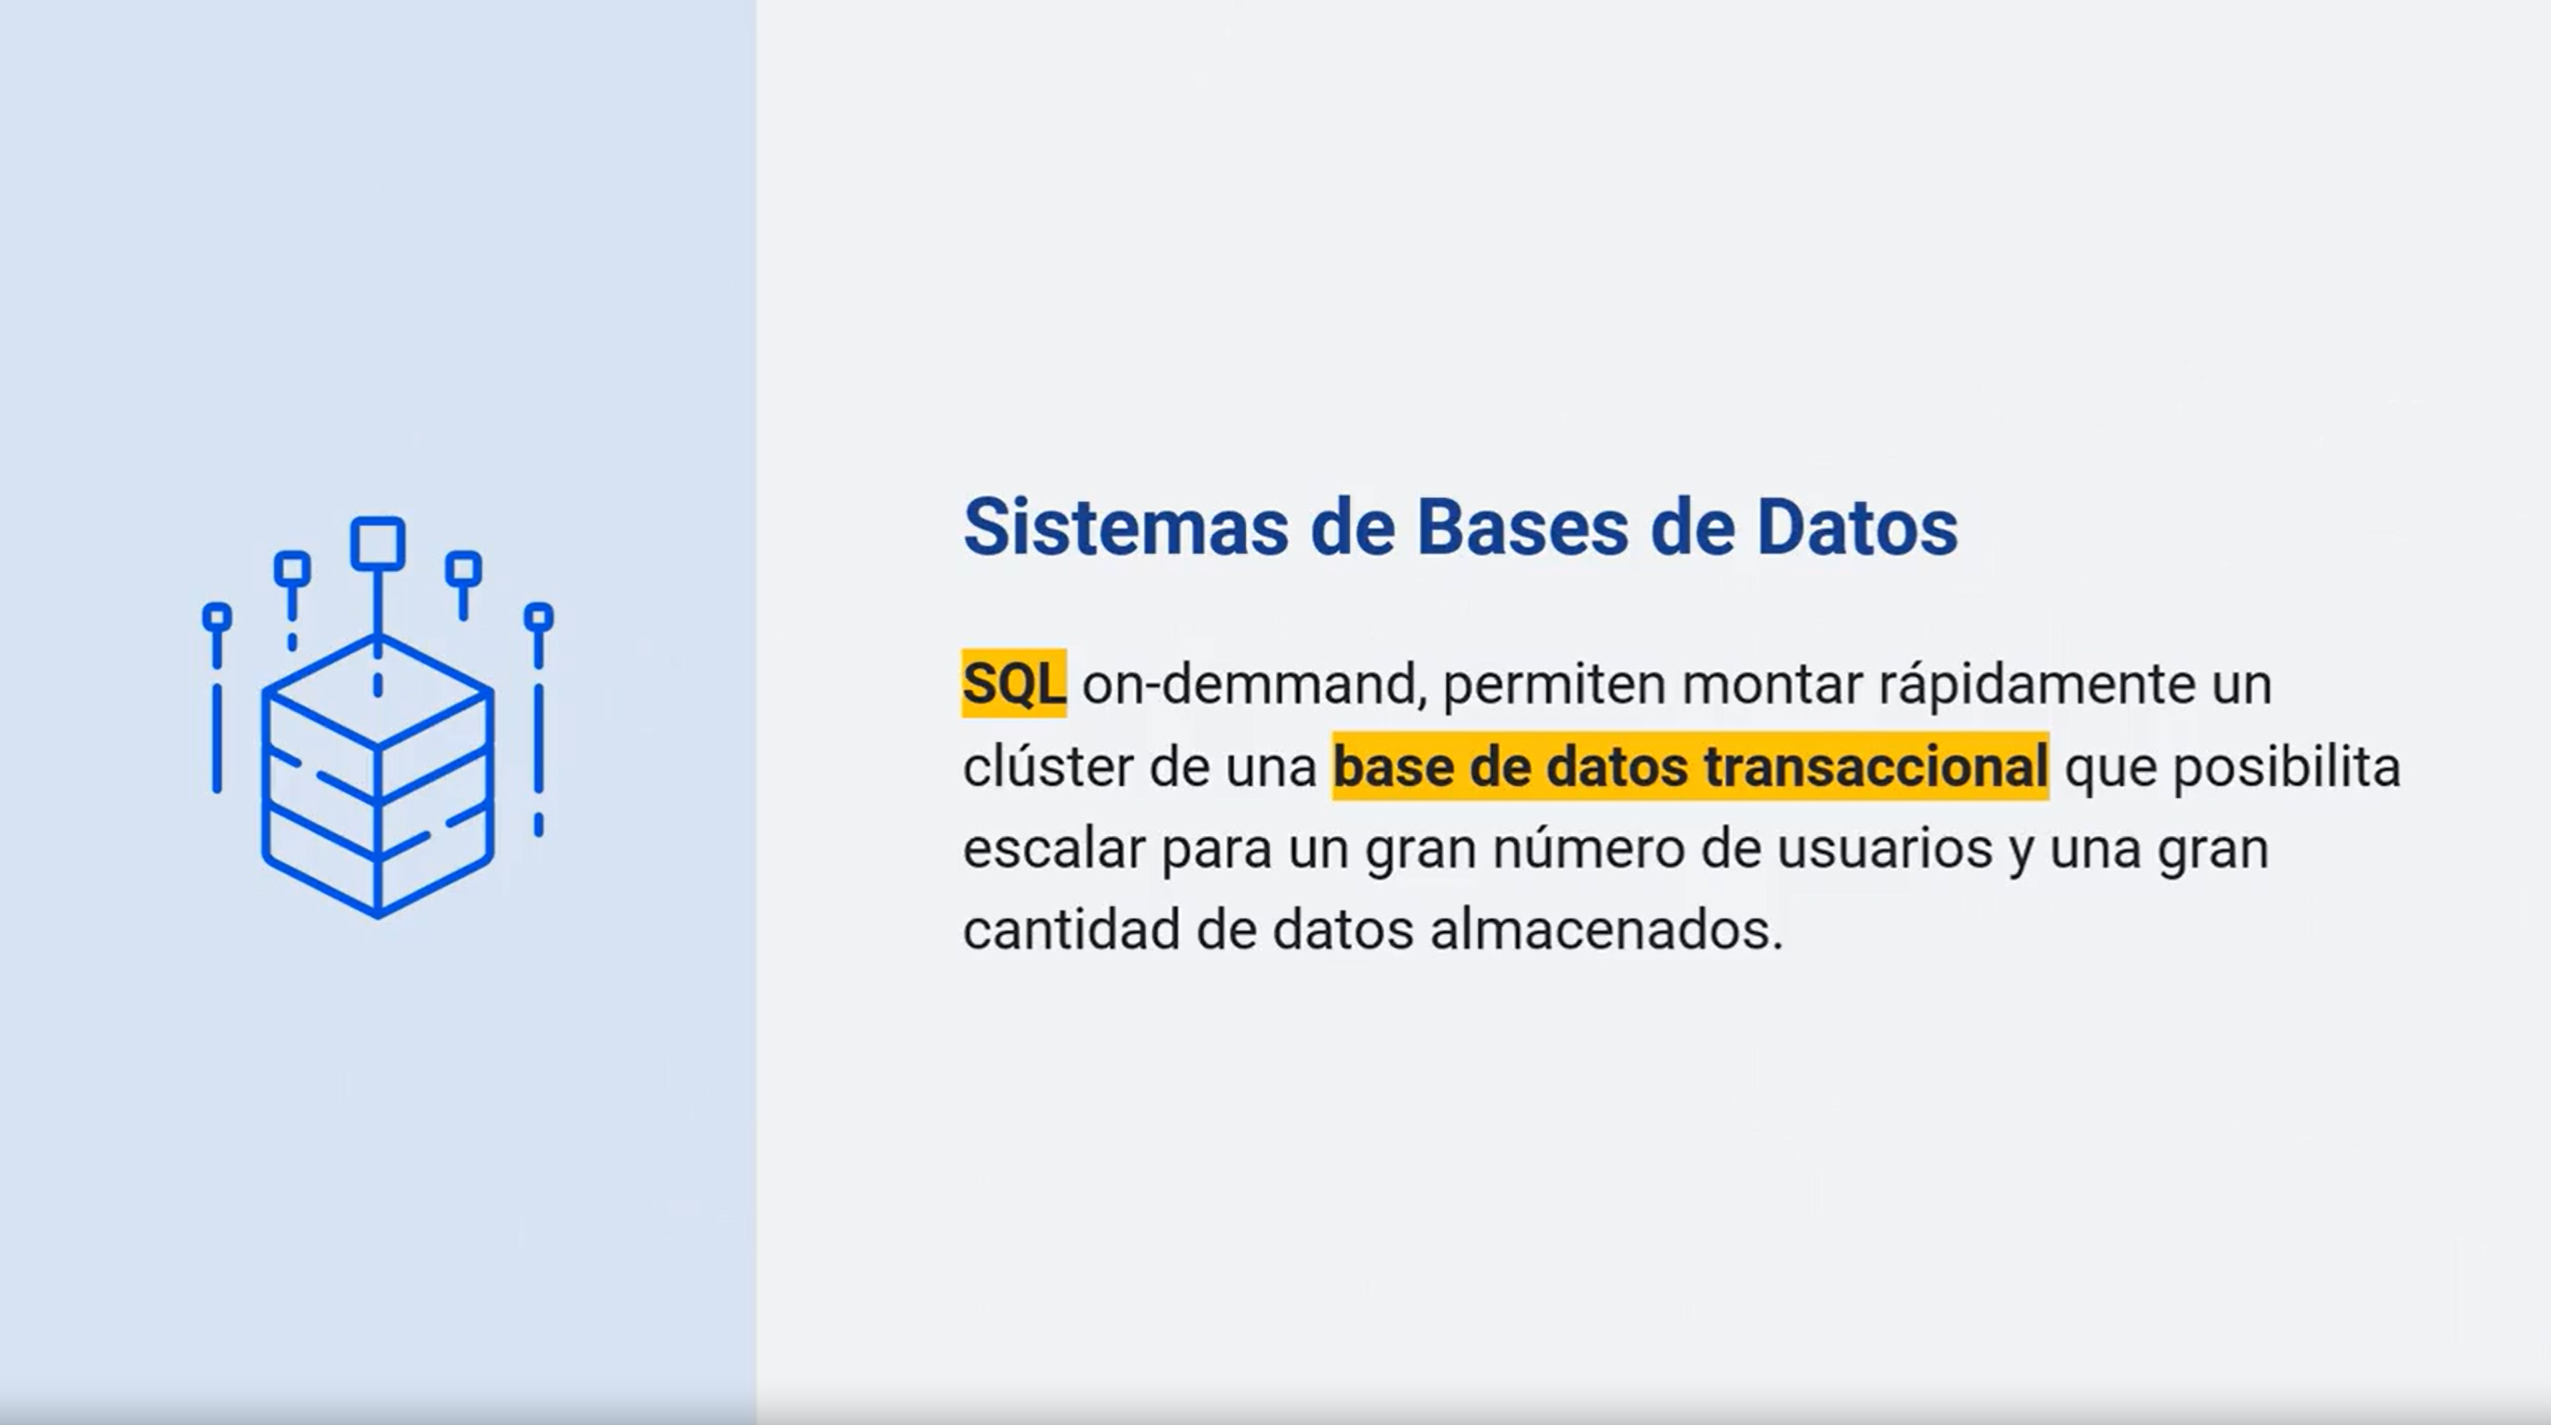 Sistemas de Bases de Datos
SQL on-demmand, permiten montar rápidamente un
clúster de una base de datos transaccional que posibilita
escalar para un gran número de usuarios y una gran
cantidad de datos almacenados.